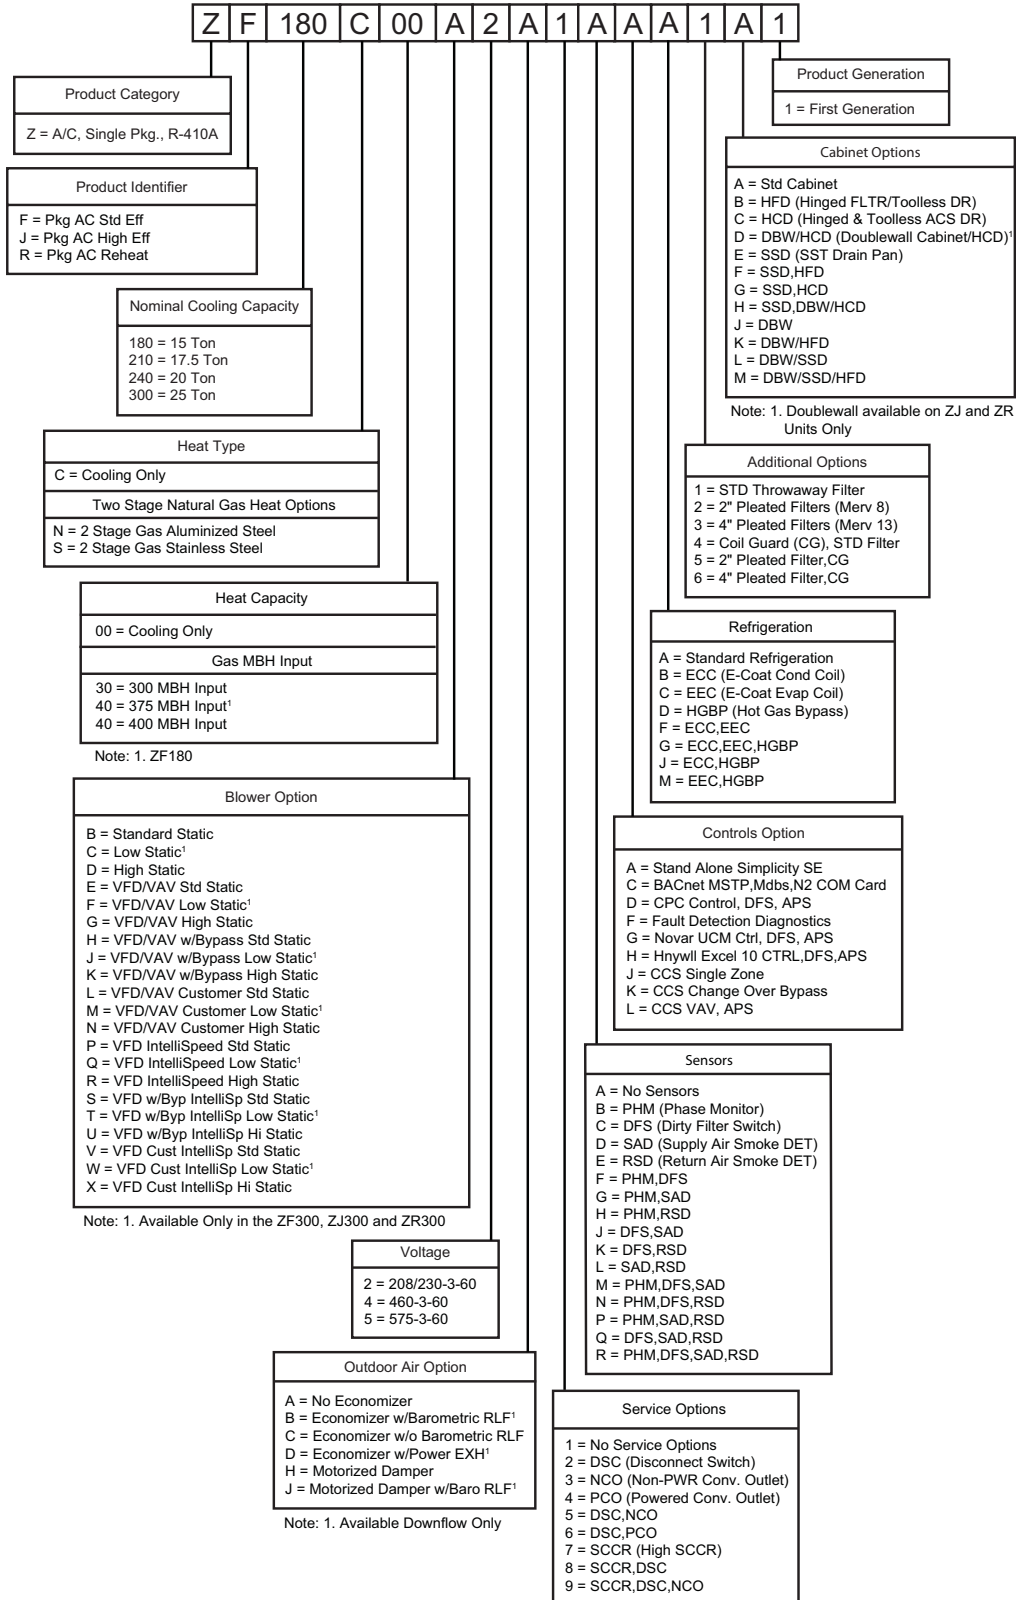 Z F 180 C 00 A 2 A 1 A A A 1 A 1
Product Category
Z = A/C, Single Pkg., R-410A
Product Identifier
F = Pkg AC Std Eff
J = Pkg AC High Eff
R = Pkg AC Reheat
Nominal Cooling Capacity
180 = 15 Ton
210 = 17.5 Ton
240 = 20 Ton
300 = 25 Ton
Heat Type
C = Cooling Only
Two Stage Natural Gas Heat Options
N = 2 Stage Gas Aluminized Steel
S = 2 Stage Gas Stainless Steel
Heat Capacity
00 = Cooling Only
Gas MBH Input
30 = 300 MBH Input
40 = 375 MBH Input¹
40 = 400 MBH Input
Note: 1. ZF180
Blower Option
B = Standard Static
C = Low Static¹
D = High Static
E = VFD/VAV Std Static
F = VFD/VAV Low Static¹
G = VFD/VAV High Static
H = VFD/VAV w/Bypass Std Static
J = VFD/VAV w/Bypass Low Static¹
K = VFD/VAV w/Bypass High Static
L = VFD/VAV Customer Std Static
M = VFD/VAV Customer Low Static¹
N = VFD/VAV Customer High Static
P = VFD IntelliSpeed Std Static
Q = VFD IntelliSpeed Low Static¹
R = VFD IntelliSpeed High Static
S = VFD w/Byp IntelliSp Std Static
T = VFD w/Byp IntelliSp Low Static¹
U = VFD w/Byp IntelliSp Hi Static
V = VFD Cust IntelliSp Std Static
W = VFD Cust IntelliSp Low Static¹
X = VFD Cust IntelliSp Hi Static
Note: 1. Available Only in the ZF300, ZJ300 and ZR300
Voltage
2 = 208/230-3-60
4 = 460-3-60
5 = 575-3-60
Outdoor Air Option
A = No Economizer
B = Economizer w/Barometric RLF¹
C = Economizer w/o Barometric RLF
D = Economizer w/Power EXH¹
H = Motorized Damper
J = Motorized Damper w/Baro RLF¹
Note: 1. Available Downflow Only
Product Generation
1 = First Generation
Cabinet Options
A = Std Cabinet
B = HFD (Hinged FLTR/Toolless DR)
C = HCD (Hinged & Toolless ACS DR)
D = DBW/HCD (Doublewall Cabinet/HCD)¹
E = SSD (SST Drain Pan)
F = SSD,HFD
G = SSD,HCD
H = SSD,DBW/HCD
J = DBW
K = DBW/HFD
L = DBW/SSD
M = DBW/SSD/HFD
Note: 1. Doublewall available on ZJ and ZR
Units Only
Additional Options
1 = STD Throwaway Filter
2 = 2" Pleated Filters (Merv 8)
3 = 4" Pleated Filters (Merv 13)
4 = Coil Guard (CG), STD Filter
5 = 2" Pleated Filter,CG
6 = 4" Pleated Filter,CG
Refrigeration
A = Standard Refrigeration
B = ECC (E-Coat Cond Coil)
C = EEC (E-Coat Evap Coil)
D = HGBP (Hot Gas Bypass)
F = ECC,EEC
G = ECC,EEC,HGBP
J = ECC,HGBP
M = EEC,HGBP
Controls Option
A = Stand Alone Simplicity SE
C = BACnet MSTP,Mdbs,N2 COM Card
D = CPC Control, DFS, APS
F = Fault Detection Diagnostics
G = Novar UCM Ctrl, DFS, APS
H = Hnywll Excel 10 CTRL,DFS,APS
J = CCS Single Zone
K = CCS Change Over Bypass
L = CCS VAV, APS
Sensors
A = No Sensors
B = PHM (Phase Monitor)
C = DFS (Dirty Filter Switch)
D = SAD (Supply Air Smoke DET)
E = RSD (Return Air Smoke DET)
F = PHM,DFS
G = PHM,SAD
H = PHM,RSD
J = DFS,SAD
K = DFS,RSD
L = SAD,RSD
M = PHM,DFS,SAD
N = PHM,DFS,RSD
P = PHM,SAD,RSD
Q = DFS,SAD,RSD
R = PHM,DFS,SAD,RSD
Service Options
1 = No Service Options
2 = DSC (Disconnect Switch)
3 = NCO (Non-PWR Conv. Outlet)
4 = PCO (Powered Conv. Outlet)
5 = DSC,NCO
6 = DSC,PCO
7 = SCCR (High SCCR)
8 = SCCR,DSC
9 = SCCR,DSC,NCO